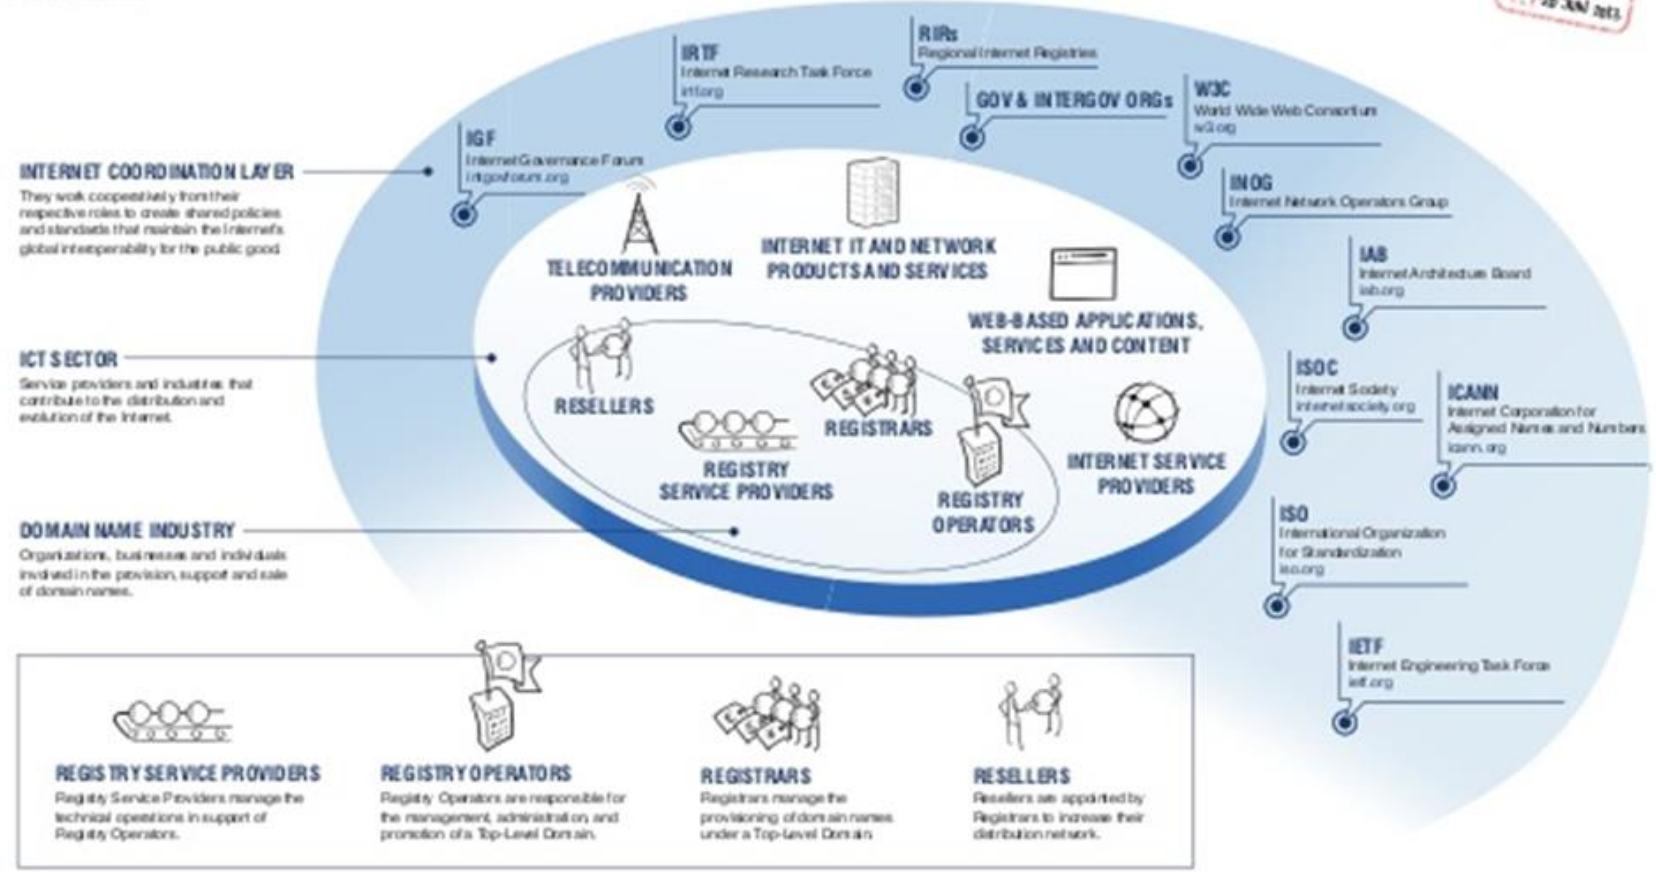 20 JUNI 2013
IRTF
Internet Research Task Force
irtf.org
RIRs
Regional Internet Registries
GOV & INTERGOV ORGs
W3C
World Wide Web Consortium
w3.org
IGF
Internet Governance Forum
intgovforum.org
INOG
Internet Network Operators Group
IAB
Internet Architecture Board
iab.org
ISOC
Internet Society
internetsociety.org
ICANN
Internet Corporation for
Assigned Names and Numbers
icann.org
ISO
International Organization
for Standardization
iso.org
IETF
Internet Engineering Task Force
ietf.org
INTERNET COORDINATION LAYER
They work cooperatively from their
respective roles to create shared policies
and standards that maintain the Internet's
global interoperability for the public good
ICT SECTOR
Service providers and industries that
contribute to the distribution and
evolution of the Internet.
DOMAIN NAME INDUSTRY
Organizations, businesses and individuals
involved in the provision, support and sale
of domain names.
TELECOMMUNICATION
PROVIDERS
INTERNET IT AND NETWORK
PRODUCTS AND SERVICES
WEB-BASED APPLICATIONS,
SERVICES AND CONTENT
RESELLERS
REGISTRARS
REGISTRY
SERVICE PROVIDERS
REGISTRY
OPERATORS
INTERNET SERVICE
PROVIDERS
REGISTRY SERVICE PROVIDERS
Registry Service Providers manage the
technical operations in support of
Registry Operators.
REGISTRY OPERATORS
Registry Operators are responsible for
the management, administration, and
promotion of a Top-Level Domain.
REGISTRARS
Registrars manage the
provisioning of domain names
under a Top-Level Domain
RESELLERS
Resellers are appointed by
Registrars to increase their
distribution network.